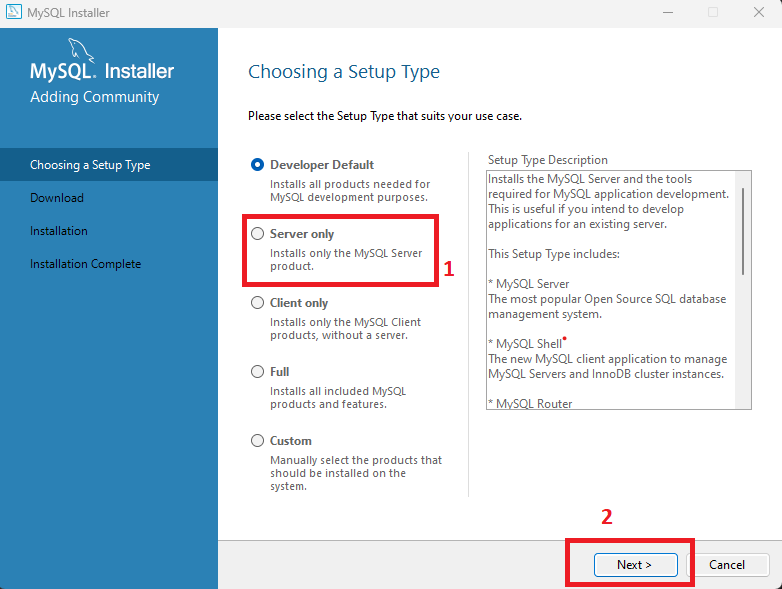 MySQL Installer
MySQL. Installer
Adding Community
Choosing a Setup Type
Download
Installation
Installation Complete
Choosing a Setup Type
Please select the Setup Type that suits your use case.
Developer Default
Installs all products needed for
MySQL development purposes.
Server only
Installs only the MySQL Server
product.
1
Client only
Installs only the MySQL Client
products, without a server.
Full
Installs all included MySQL
products and features.
Custom
Manually select the products that
should be installed on the
system.
Setup Type Description
Installs the MySQL Server and the tools
required for MySQL application development.
This is useful if you intend to develop
applications for an existing server.
This Setup Type includes:
* MySQL Server
The most popular Open Source SQL database
management system.
* MySQL Shell
The new MySQL client application to manage
MySQL Servers and InnoDB cluster instances.
* MySQL Router
2
Next >
Cancel